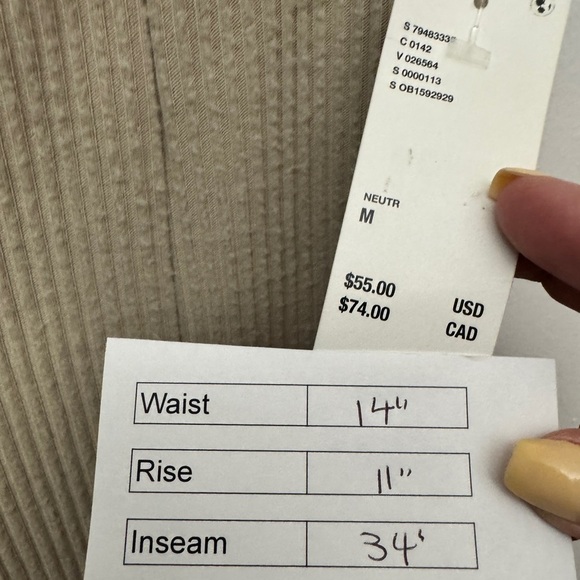 S 7948333
C 0142
V 026564
S 0000113
S OB1592929
NEUTR
M
$55.00 USD
$74.00 CAD
Waist 14"
Rise 11"
Inseam 34'